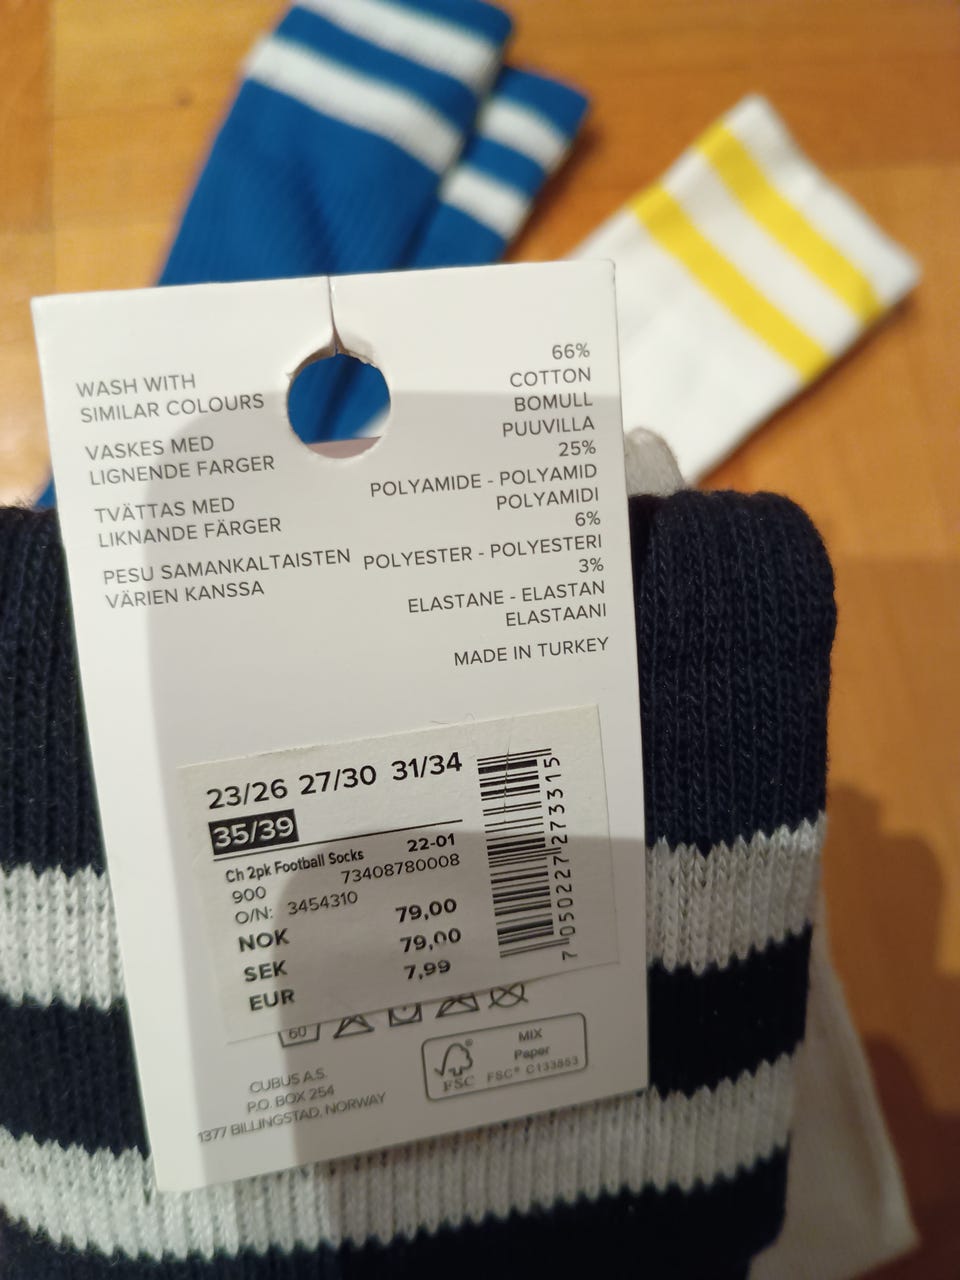 WASH WITH
SIMILAR COLOURS
VASKES MED
LIGNENDE FARGER
TVÄTTAS MED
LIKNANDE FÄRGER
PESU SAMANKALTAISTEN
VÄRIEN KANSSA
66%
COTTON
BOMULL
PUUVILLA
25%
POLYAMIDE - POLYAMID
POLYAMIDI
6%
POLYESTER - POLYESTERI
3%
ELASTANE - ELASTAN
ELASTAANI
MADE IN TURKEY
23/26 27/30 31/34
35/39
Ch 2pk Football Socks 22-01
900 73408780008
O/N: 3454310
NOK 79,00
SEK 79,00
EUR 7,99
7 050227 273315
60
CUBUS A.S.
P.O. BOX 254
1377 BILLINGSTAD, NORWAY
FSC
MIX
Paper
FSC® C133853